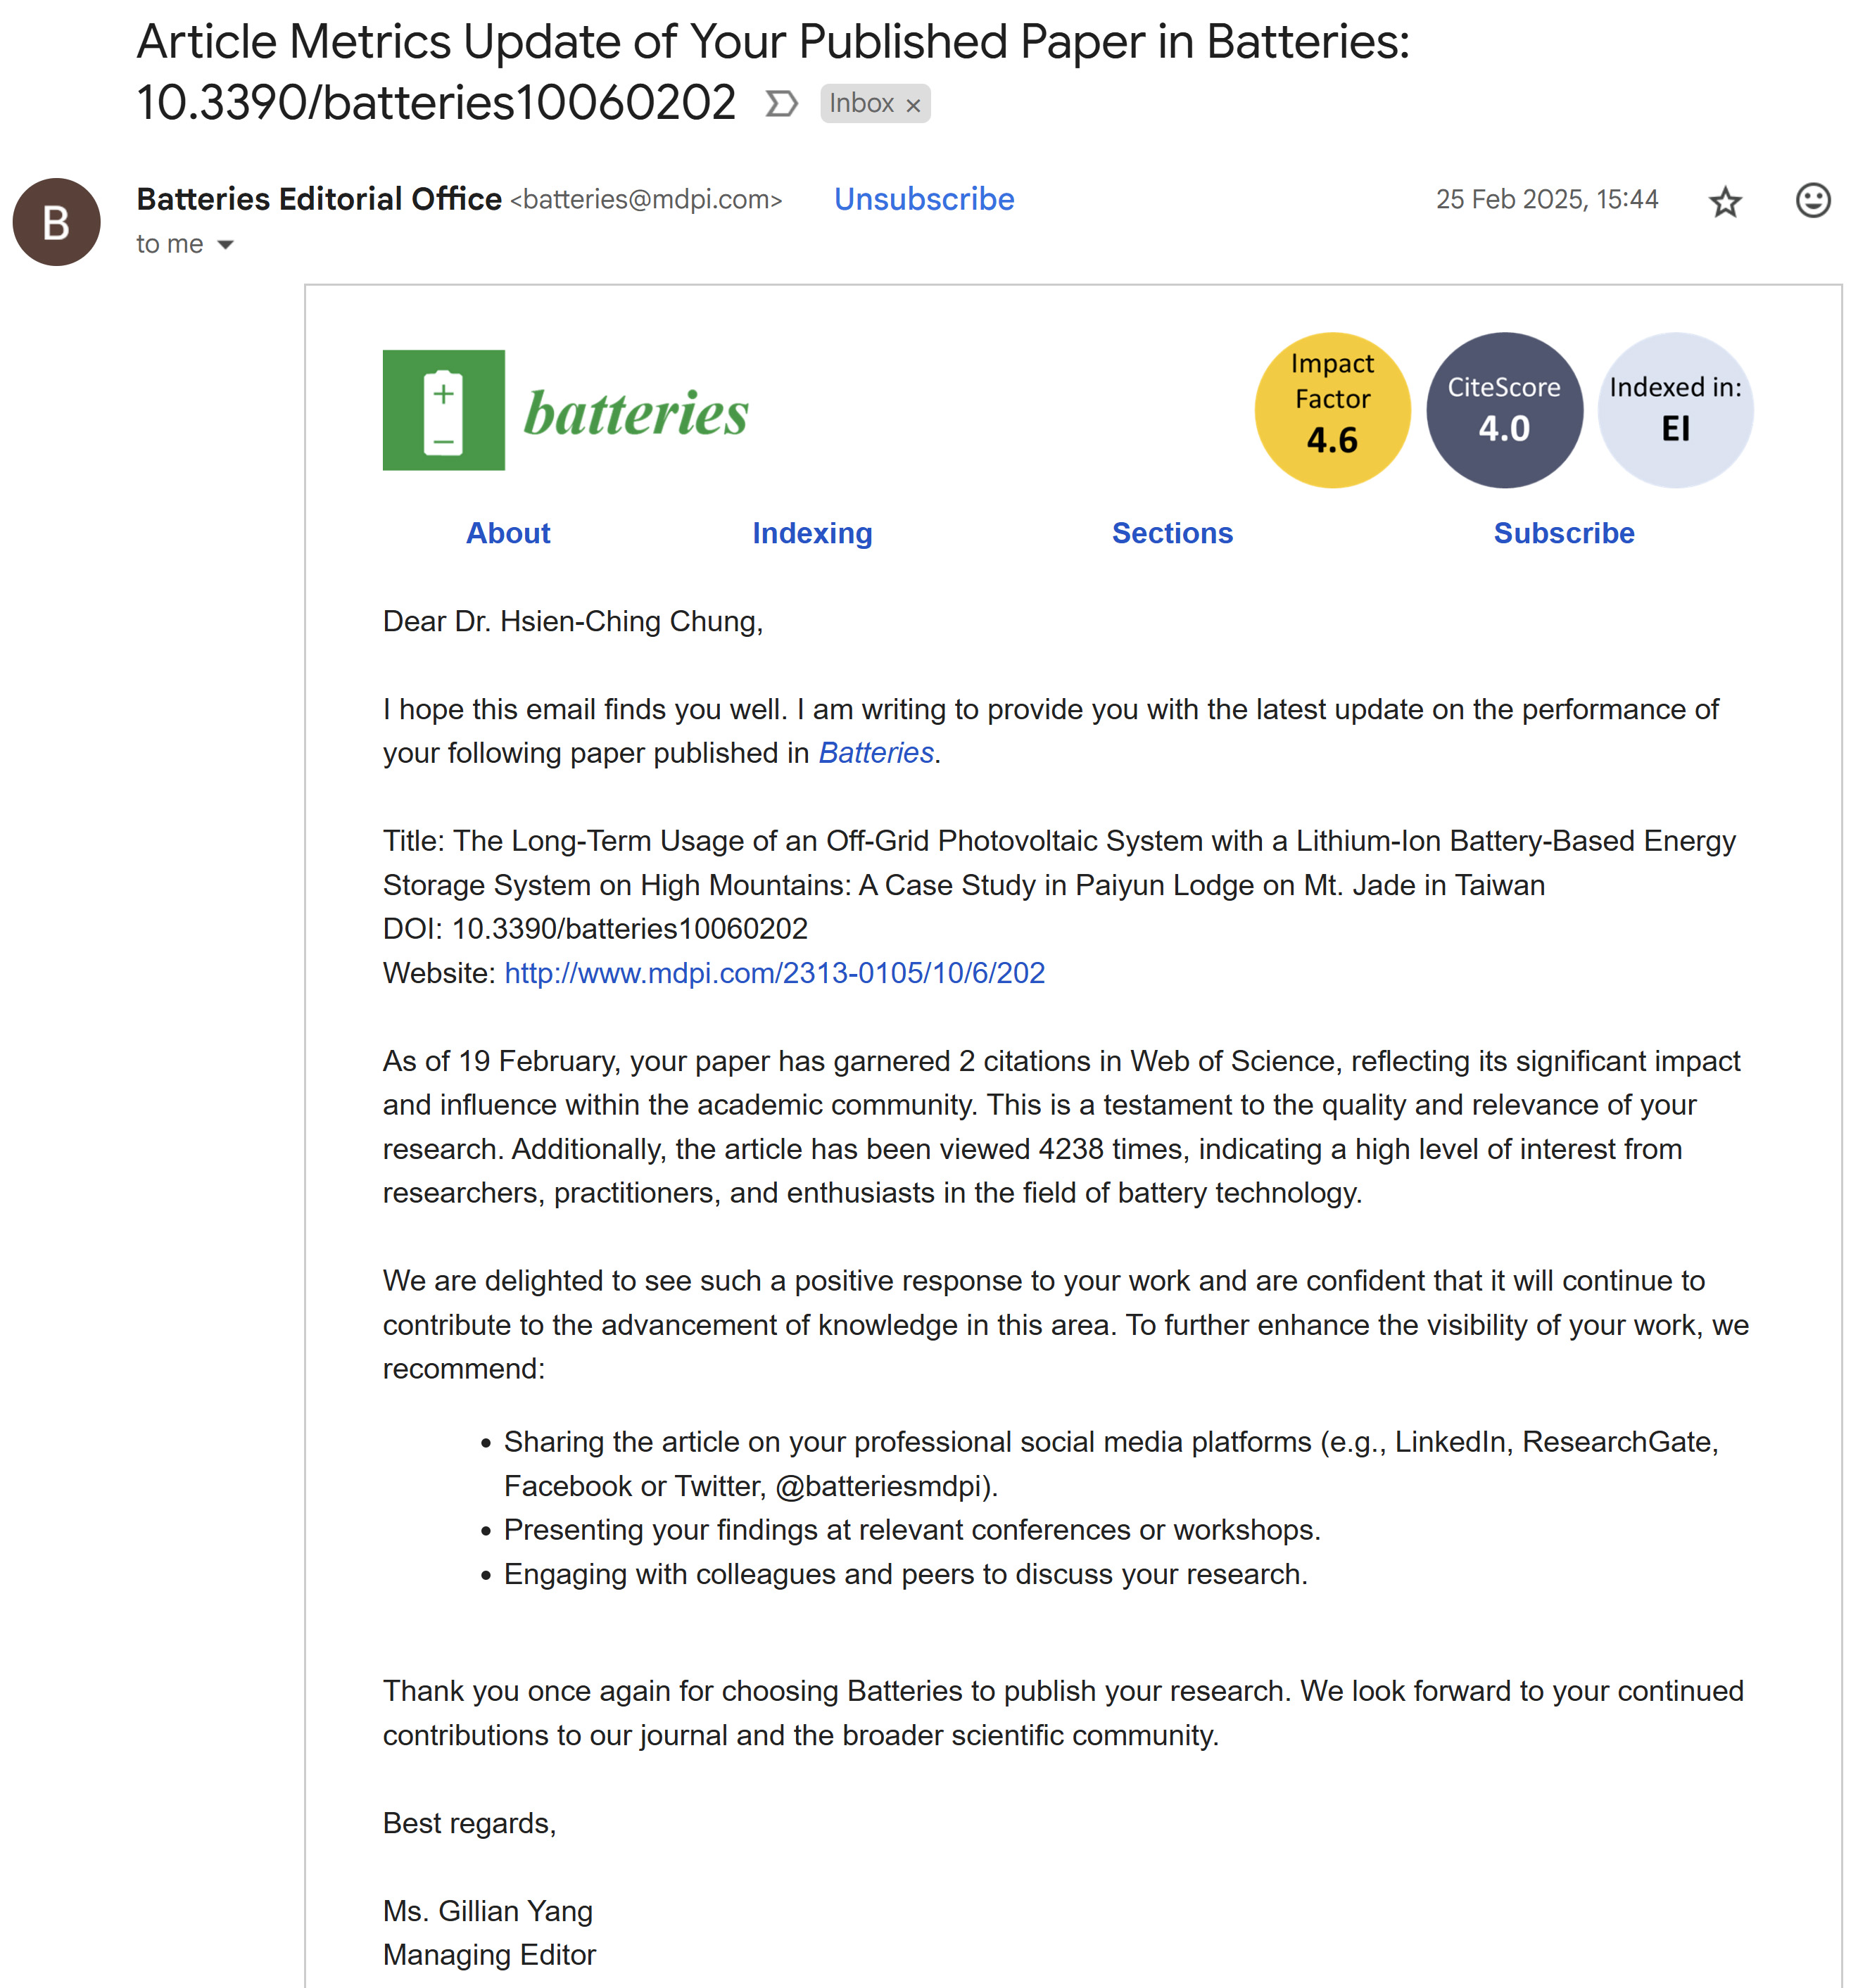 Article Metrics Update of Your Published Paper in Batteries:
10.3390/batteries10060202 Inbox ×
B
Batteries Editorial Office <batteries@mdpi.com> Unsubscribe 25 Feb 2025, 15:44
to me
batteries
Impact
Factor
4.6
CiteScore
4.0
Indexed in:
EI
About Indexing Sections Subscribe
Dear Dr. Hsien-Ching Chung,
I hope this email finds you well. I am writing to provide you with the latest update on the performance of
your following paper published in Batteries.
Title: The Long-Term Usage of an Off-Grid Photovoltaic System with a Lithium-Ion Battery-Based Energy
Storage System on High Mountains: A Case Study in Paiyun Lodge on Mt. Jade in Taiwan
DOI: 10.3390/batteries10060202
Website: http://www.mdpi.com/2313-0105/10/6/202
As of 19 February, your paper has garnered 2 citations in Web of Science, reflecting its significant impact
and influence within the academic community. This is a testament to the quality and relevance of your
research. Additionally, the article has been viewed 4238 times, indicating a high level of interest from
researchers, practitioners, and enthusiasts in the field of battery technology.
We are delighted to see such a positive response to your work and are confident that it will continue to
contribute to the advancement of knowledge in this area. To further enhance the visibility of your work, we
recommend:
• Sharing the article on your professional social media platforms (e.g., LinkedIn, ResearchGate,
Facebook or Twitter, @batteriesmdpi).
• Presenting your findings at relevant conferences or workshops.
• Engaging with colleagues and peers to discuss your research.
Thank you once again for choosing Batteries to publish your research. We look forward to your continued
contributions to our journal and the broader scientific community.
Best regards,
Ms. Gillian Yang
Managing Editor